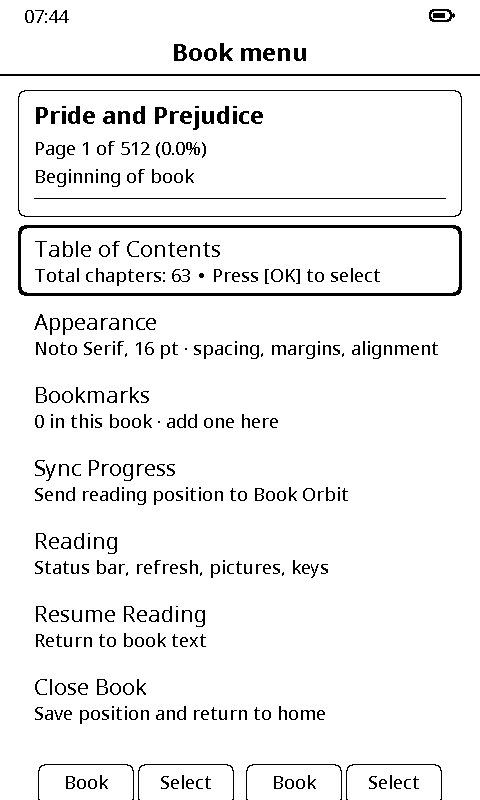 07:44
Book menu
Pride and Prejudice
Page 1 of 512 (0.0%)
Beginning of book
Table of Contents
Total chapters: 63 • Press [OK] to select
Appearance
Noto Serif, 16 pt · spacing, margins, alignment
Bookmarks
0 in this book · add one here
Sync Progress
Send reading position to Book Orbit
Reading
Status bar, refresh, pictures, keys
Resume Reading
Return to book text
Close Book
Save position and return to home
Book Select Book Select